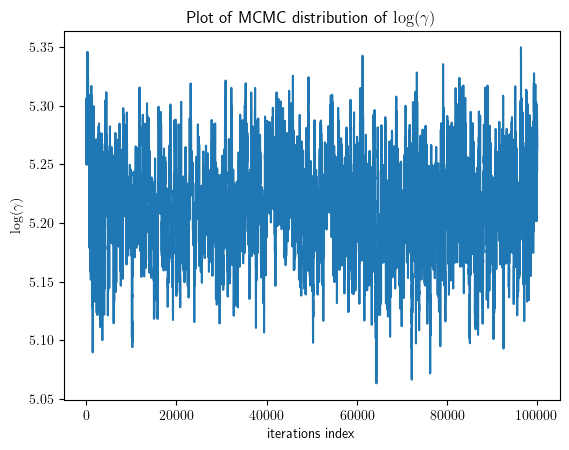 Plot of MCMC distribution of log(γ)
log(γ)
5.35
5.30
5.25
5.20
5.15
5.10
5.05
0 20000 40000 60000 80000 100000
iterations index